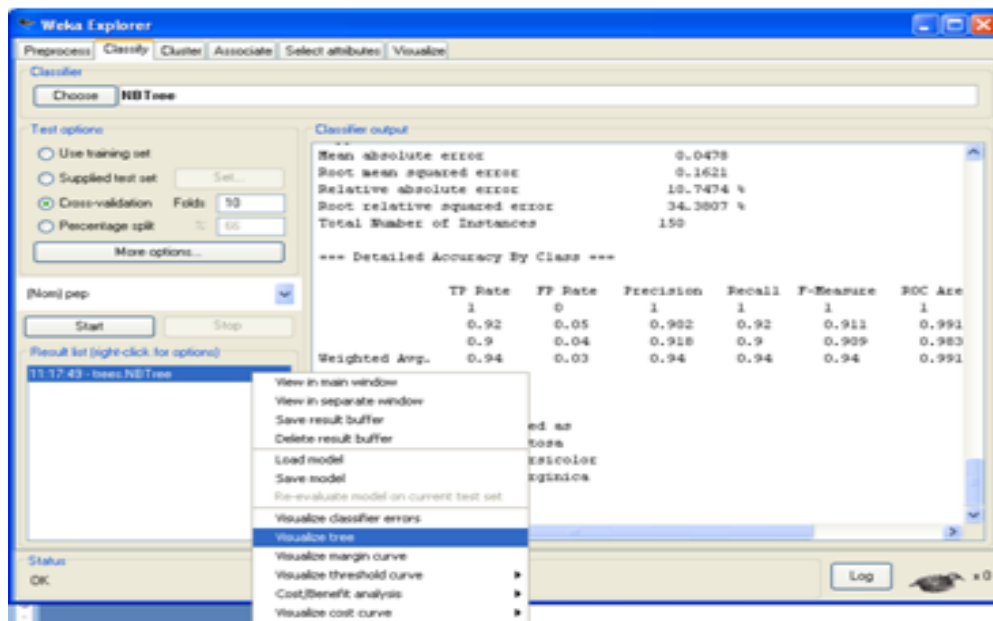 Weka Explorer
Preprocess Classify Cluster Associate Select attributes Visualize
Classifier
Choose NBTree
Test options
Use training set
Supplied test set Set...
Cross-validation Folds 10
Percentage split % 66
More options...
(Nom) pep
Start Stop
Result list (right-click for options)
11:17:49 - trees.NBTree
Classifier output
Mean absolute error 0.0478
Root mean squared error 0.1621
Relative absolute error 10.7474 %
Root relative squared error 34.3807 %
Total Number of Instances 150
=== Detailed Accuracy By Class ===
TP Rate FP Rate Precision Recall F-Measure ROC Are
1 0 1 1 1 1
0.92 0.05 0.902 0.92 0.911 0.991
0.9 0.04 0.918 0.9 0.909 0.983
Weighted Avg. 0.94 0.03 0.94 0.94 0.94 0.991
ed as
tosa
rsicolor
rginica
View in main window
View in separate window
Save result buffer
Delete result buffer
Load model
Save model
Re-evaluate model on current test set
Visualize classifier errors
Visualize tree
Visualize margin curve
Visualize threshold curve
Cost/Benefit analysis
Visualize cost curve
Status
OK
Log
x 0